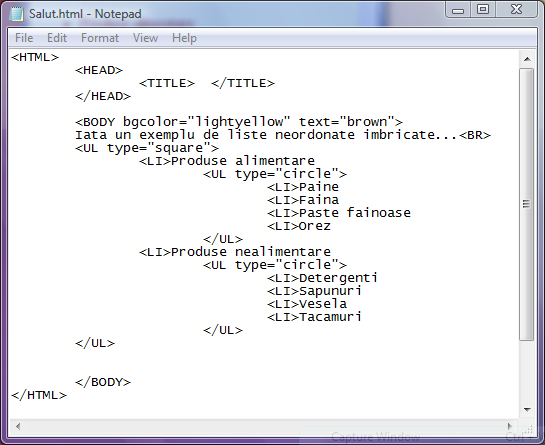 Salut.html - Notepad
File Edit Format View Help
<HTML>
<HEAD>
<TITLE> </TITLE>
</HEAD>
<BODY bgcolor="lightyellow" text="brown">
Iata un exemplu de liste neordonate imbricate...<BR>
<UL type="square">
<LI>Produse alimentare
<UL type="circle">
<LI>Paine
<LI>Faina
<LI>Paste fainoase
<LI>Orez
</UL>
<LI>Produse nealimentare
<UL type="circle">
<LI>Detergenti
<LI>Sapunuri
<LI>Vesela
<LI>Tacamuri
</UL>
</UL>
</BODY>
</HTML>
Capture Window Ctrl